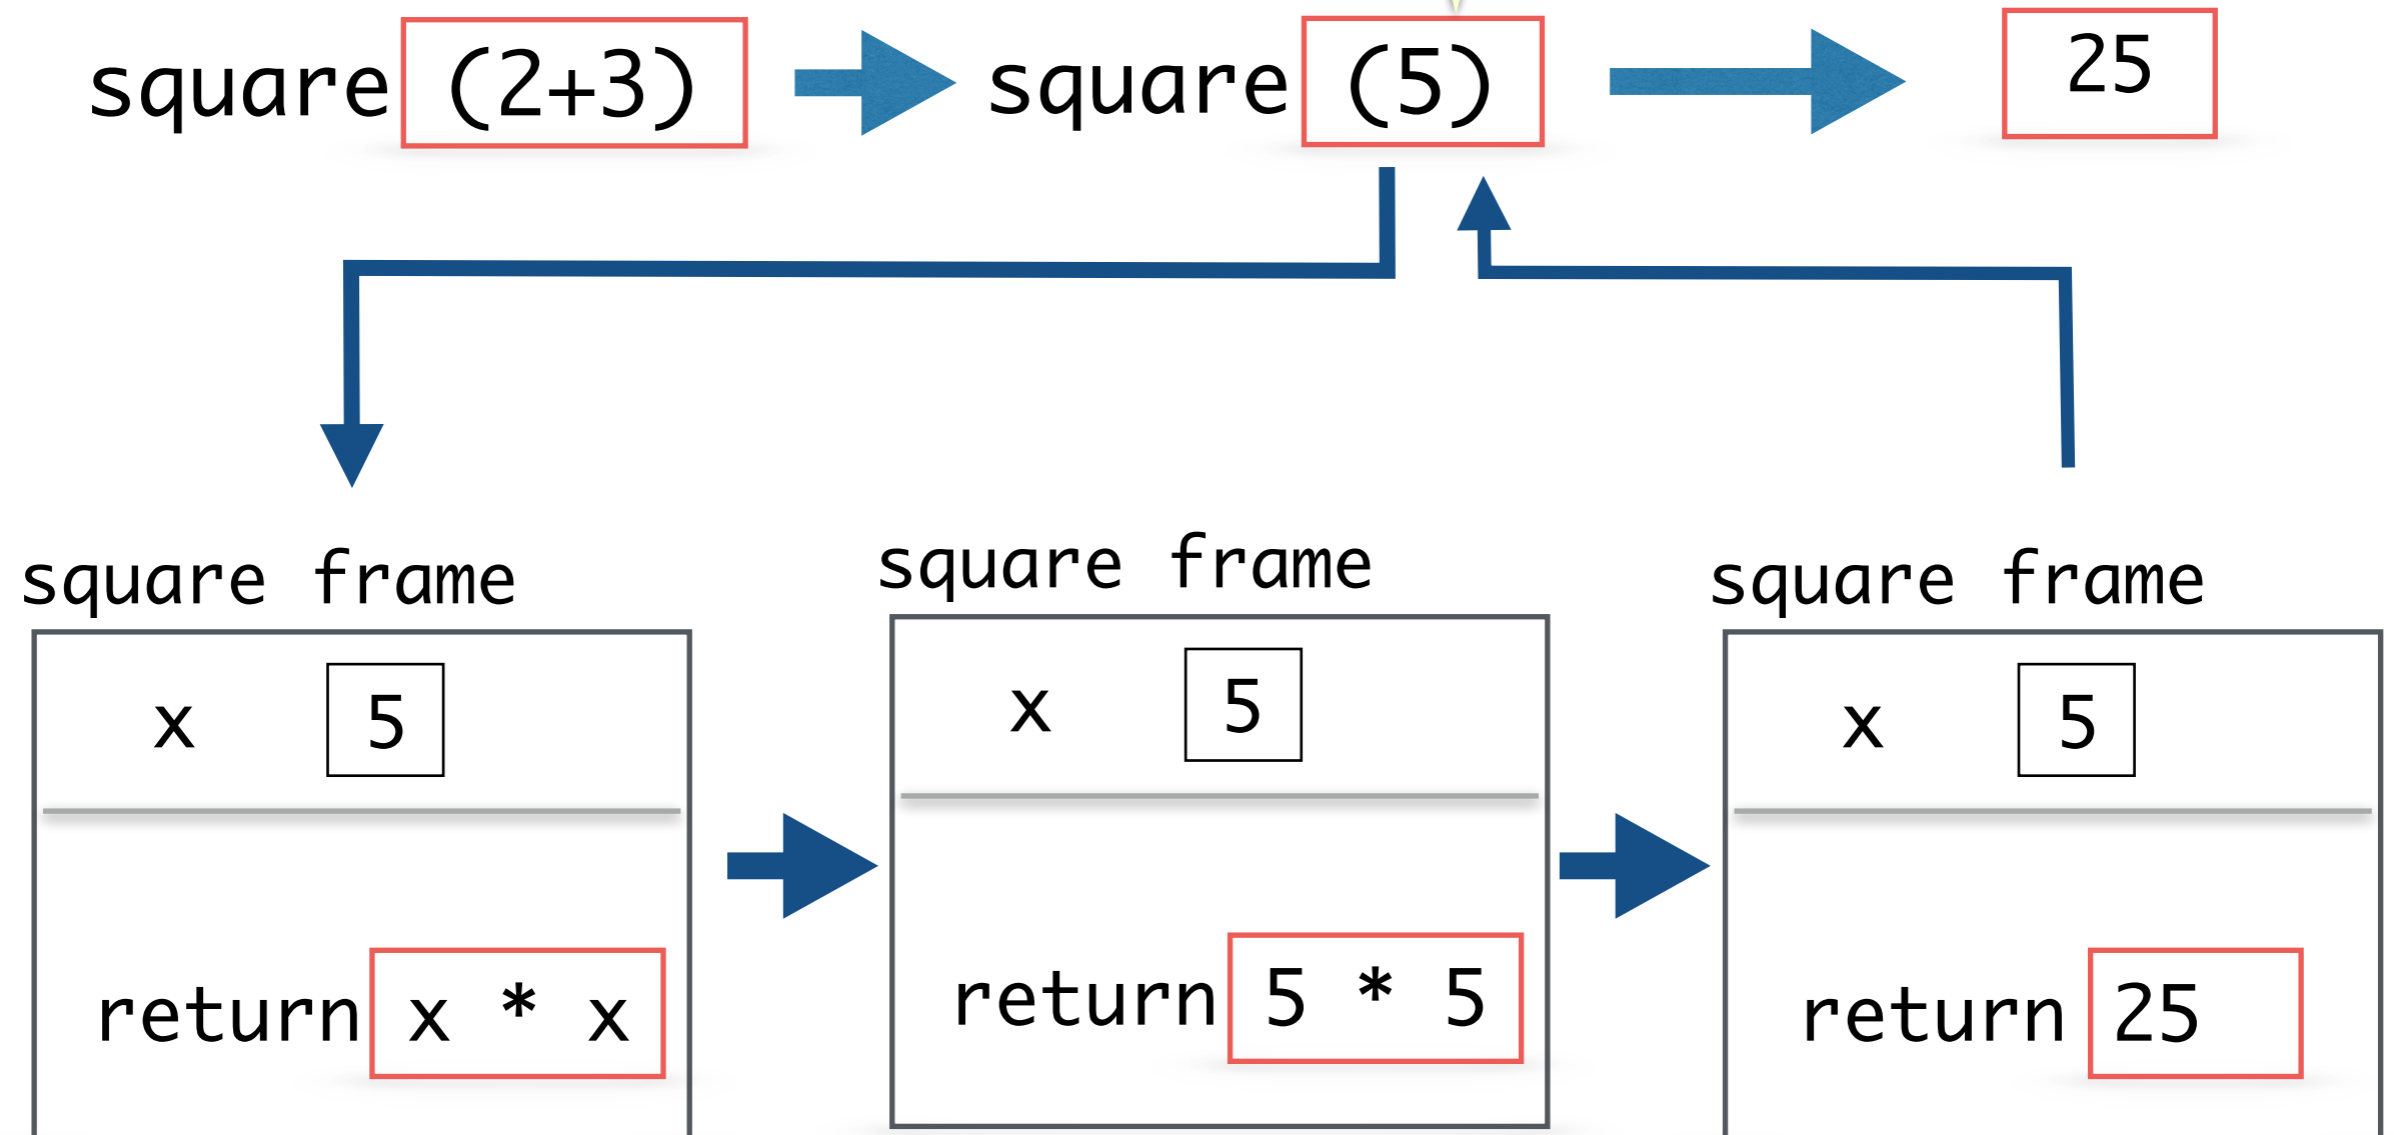 square (2+3) square (5) 25
square frame square frame square frame
x 5 x 5 x 5
return x * x return 5 * 5 return 25